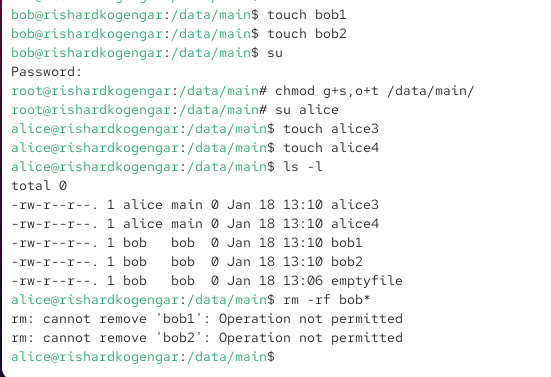 bob@rishardkogengar:/data/main$ touch bob1
bob@rishardkogengar:/data/main$ touch bob2
bob@rishardkogengar:/data/main$ su
Password:
root@rishardkogengar:/data/main# chmod g+s,o+t /data/main/
root@rishardkogengar:/data/main# su alice
alice@rishardkogengar:/data/main$ touch alice3
alice@rishardkogengar:/data/main$ touch alice4
alice@rishardkogengar:/data/main$ ls -l
total 0
-rw-r--r--. 1 alice main 0 Jan 18 13:10 alice3
-rw-r--r--. 1 alice main 0 Jan 18 13:10 alice4
-rw-r--r--. 1 bob   bob  0 Jan 18 13:10 bob1
-rw-r--r--. 1 bob   bob  0 Jan 18 13:10 bob2
-rw-r--r--. 1 bob   bob  0 Jan 18 13:06 emptyfile
alice@rishardkogengar:/data/main$ rm -rf bob*
rm: cannot remove 'bob1': Operation not permitted
rm: cannot remove 'bob2': Operation not permitted
alice@rishardkogengar:/data/main$